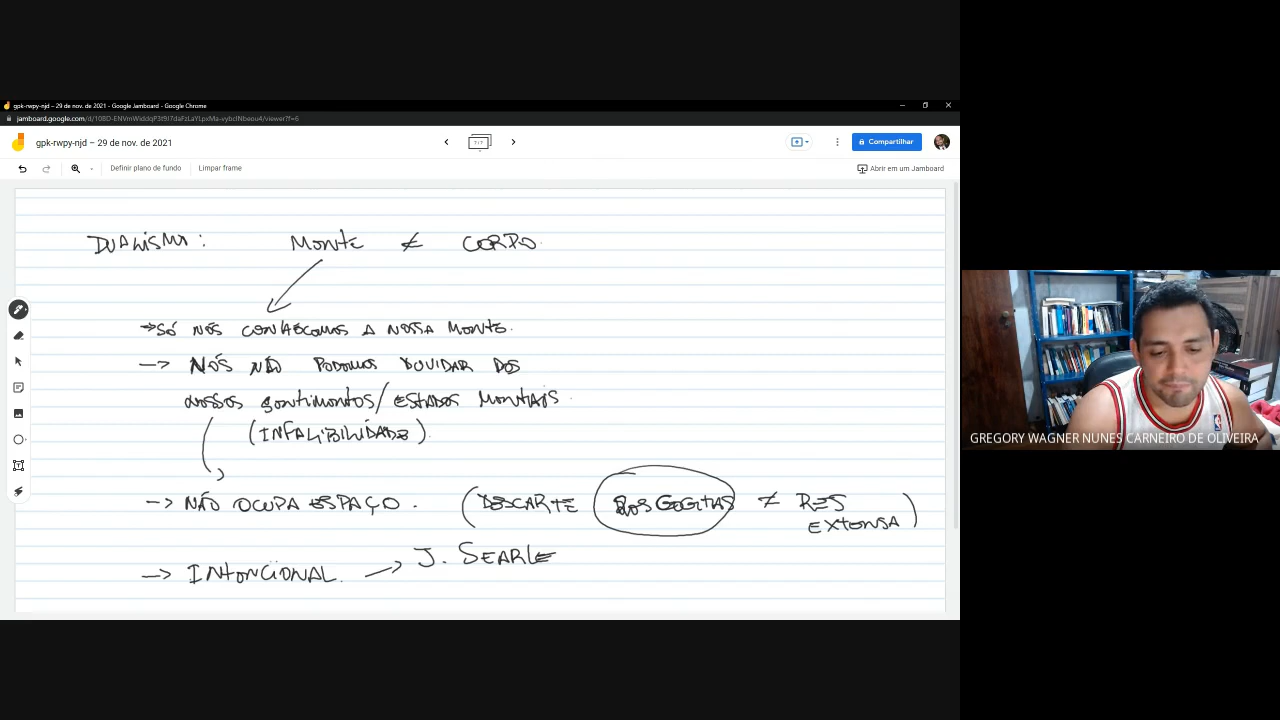 gpk-rwpy-njd – 29 de nov. de 2021 - Google Jamboard - Google Chrome
gpk-rwpy-njd – 29 de nov. de 2021
7/7
Compartilhar
Definir plano de fundo
Limpar frame
Abrir em um Jamboard
DUALISMO: MENTE ≠ CORPO.
→ SÓ NÓS CONHECEMOS A NOSSA MENTE.
→ NÓS NÃO PODEMOS DUVIDAR DOS
NOSSOS SENTIMENTOS/ESTADOS MENTAIS.
(INFALIBILIDADE).
→ NÃO OCUPA ESPAÇO. (DESCARTE RES COGITAS ≠ RES
EXTENSA)
→ INTENCIONAL. → J. SEARLE
GREGORY WAGNER NUNES CARNEIRO DE OLIVEIRA